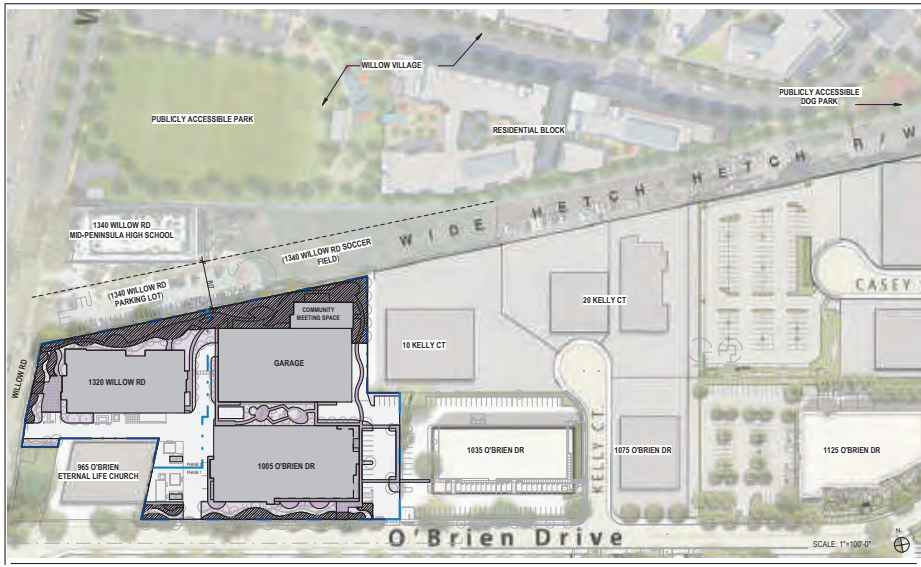 W
WILLOW VILLAGE
PUBLICLY ACCESSIBLE
DOG PARK
PUBLICLY ACCESSIBLE PARK
RESIDENTIAL BLOCK
WIDE HETCH HETCH R/W
1340 WILLOW RD
MID-PENINSULA HIGH SCHOOL
(1340 WILLOW RD SOCCER
FIELD)
(1340 WILLOW RD
PARKING LOT)
CASEY
20 KELLY CT
COMMUNITY
MEETING SPACE
10 KELLY CT
GARAGE
1320 WILLOW RD
WILLOW RD
KELLY CT.
1035 O'BRIEN DR
1075 O'BRIEN DR
1125 O'BRIEN DR
965 O'BRIEN
ETERNAL LIFE CHURCH
1005 O'BRIEN DR
PHASE 1
O'Brien Drive
SCALE: 1"=100'-0"
N